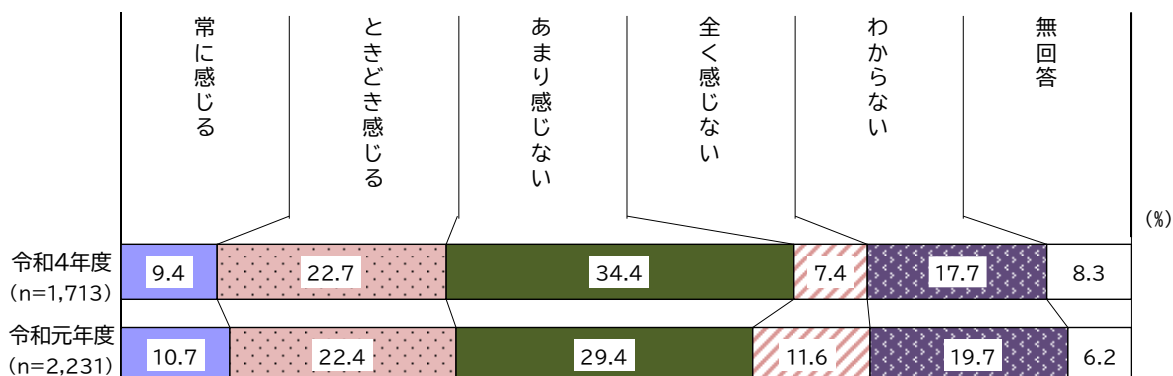 常に感じる
ときどき感じる
あまり感じない
全く感じない
わからない
無回答
(%)
令和4年度
(n=1,713)
9.4
22.7
34.4
7.4
17.7
8.3
令和元年度
(n=2,231)
10.7
22.4
29.4
11.6
19.7
6.2